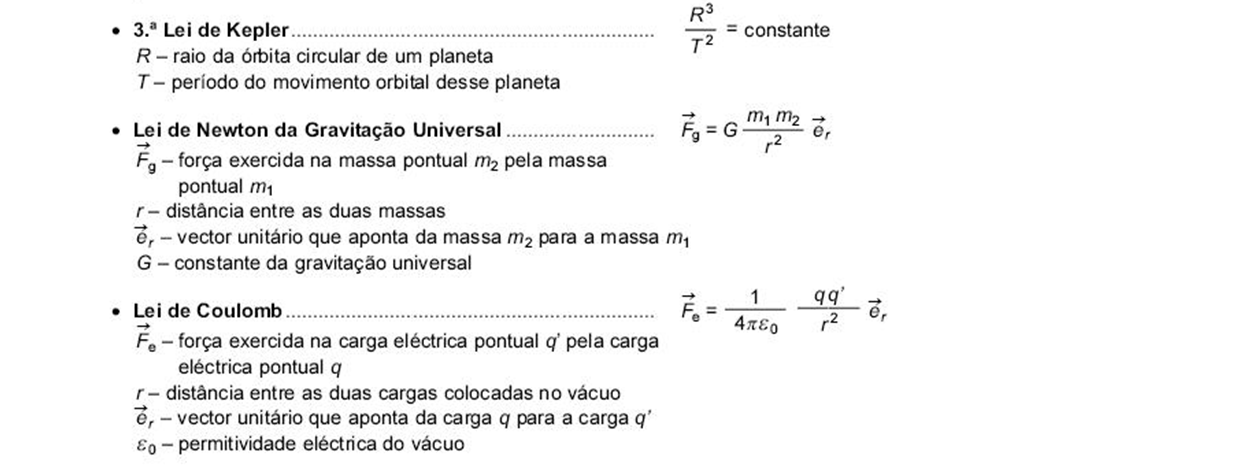 • 3.ª Lei de Kepler................................................................... R³/T² = constante
R – raio da órbita circular de um planeta
T – período do movimento orbital desse planeta
• Lei de Newton da Gravitação Universal ........................... F⃗g = G m₁ m₂/r² e⃗r
F⃗g – força exercida na massa pontual m₂ pela massa
pontual m₁
r – distância entre as duas massas
e⃗r – vector unitário que aponta da massa m₂ para a massa m₁
G – constante da gravitação universal
• Lei de Coulomb.................................................................... F⃗e = 1/4πε₀ qq’/r² e⃗r
F⃗e – força exercida na carga eléctrica pontual q’ pela carga
eléctrica pontual q
r – distância entre as duas cargas colocadas no vácuo
e⃗r – vector unitário que aponta da carga q para a carga q’
ε₀ – permitividade eléctrica do vácuo